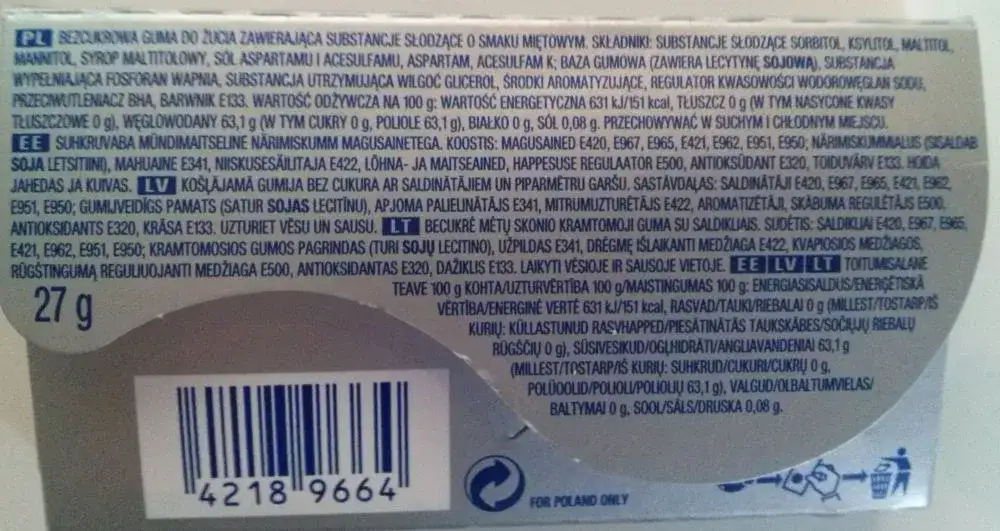 PL BEZCUKROWA GUMA DO ŻUCIA ZAWIERAJĄCA SUBSTANCJE SŁODZĄCE O SMAKU MIĘTOWYM. SKŁADNIKI: SUBSTANCJE SŁODZĄCE SORBITOL, KSYLITOL, MALTITOL,
MANNITOL, SYROP MALTITOLOWY, SÓL ASPARTAMU I ACESULFAMU, ASPARTAM, ACESULFAM K; BAZA GUMOWA (ZAWIERA LECYTYNĘ SOJOWĄ), SUBSTANCJA
WYPEŁNIAJĄCA FOSFORAN WAPNIA, SUBSTANCJA UTRZYMUJĄCA WILGOĆ GLICEROL, ŚRODKI AROMATYZUJĄCE, REGULATOR KWASOWOŚCI WODOROWĘGLAN SODU,
PRZECIWUTLENIACZ BHA, BARWNIK E133. WARTOŚĆ ODŻYWCZA NA 100 g: WARTOŚĆ ENERGETYCZNA 631 kJ/151 kcal, TŁUSZCZ 0 g (W TYM NASYCONE KWASY
TŁUSZCZOWE 0 g), WĘGLOWODANY 63,1 g (W TYM CUKRY 0 g, POLIOLE 63,1 g), BIAŁKO 0 g, SÓL 0,08 g. PRZECHOWYWAĆ W SUCHYM I CHŁODNYM MIEJSCU.
EE SUHKRUVABA MÜNDIMAITSELINE NÄRIMISKUMM MAGUSAINETEGA. KOOSTIS: MAGUSAINED E420, E967, E965, E421, E962, E951, E950; NÄRIMISKUMMIALUS (SISALDAB
SOJA LETSITIINI), MAHUAINE E341, NIISKUSESÄILITAJA E422, LÕHNA- JA MAITSEAINED, HAPPESUSE REGULAATOR E500, ANTIOKSÜDANT E320, TOIDUVÄRV E133. HOIDA
JAHEDAS JA KUIVAS. LV KOŠĻĀJAMĀ GUMIJA BEZ CUKURA AR SALDINĀTĀJIEM UN PIPARMĒTRU GARŠU. SASTĀVDAĻAS: SALDINĀTĀJI E420, E967, E965, E421, E962,
E951, E950; GUMIJVEIDĪGS PAMATS (SATUR SOJAS LECITĪNU), APJOMA PALIELINĀTĀJS E341, MITRUMUZTURĒTĀJS E422, AROMATIZĒTĀJI, SKĀBUMA REGULĒTĀJS E500,
ANTIOKSIDANTS E320, KRĀSA E133. UZTURIET VĒSU UN SAUSU. LT BECUKRĖ MĖTŲ SKONIO KRAMTOMOJI GUMA SU SALDIKLIAIS. SUDĖTIS: SALDIKLIAI E420, E967, E965,
E421, E962, E951, E950; KRAMTOMOSIOS GUMOS PAGRINDAS (TURI SOJŲ LECITINO), UŽPILDAS E341, DRĖGMĘ IŠLAIKANTI MEDŽIAGA E422, KVAPIOSIOS MEDŽIAGOS,
RŪGŠTINGUMĄ REGULIUOJANTI MEDŽIAGA E500, ANTIOKSIDANTAS E320, DAŽIKLIS E133. LAIKYTI VĖSIOJE IR SAUSOJE VIETOJE. EE LV LT TOITUMISALANE
TEAVE 100 g KOHTA/UZTURVĒRTĪBA 100 g/MAISTINGUMAS 100 g: ENERGIASISALDUS/ENERĢĒTISKĀ
VĒRTĪBA/ENERGINĖ VERTĖ 631 kJ/151 kcal, RASVAD/TAUKI/RIEBALAI 0 g (MILLEST/TOSTARP/IŠ
KURIŲ: KÜLLASTUNUD RASVHAPPED/PIESĀTINĀTĀS TAUKSKĀBES/SOČIŲJŲ RIEBALŲ
RŪGŠČIŲ 0 g), SÜSIVESIKUD/OGĻHIDRĀTI/ANGLIAVANDENIAI 63,1 g
(MILLEST/TOSTARP/IŠ KURIŲ: SUHKRUD/CUKURI/CUKRŲ 0 g,
POLÜOOLID/POLIOLI/POLIOLIŲ 63,1 g), VALGUD/OLBALTUMVIELAS/
BALTYMAI 0 g, SOOL/SĀLS/DRUSKA 0,08 g.
27 g
4218 9664
FOR POLAND ONLY